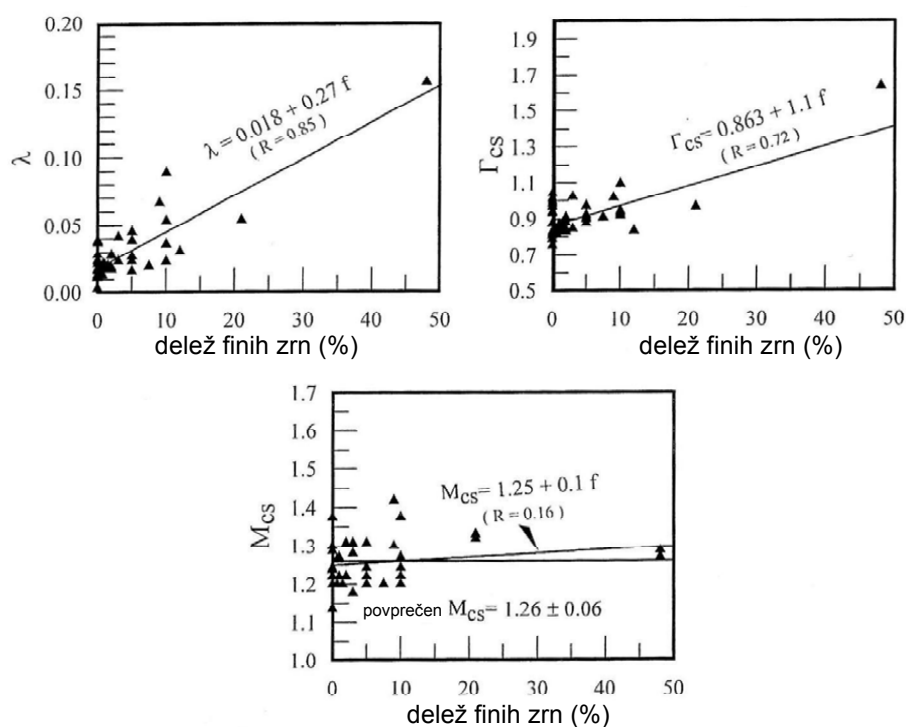 0.20
0.15
0.10
0.05
0.00
λ
λ = 0.018 + 0.27 f
( R = 0.85 )
0 10 20 30 40 50
delež finih zrn (%)
1.9
1.7
1.5
1.3
1.1
0.9
0.7
0.5
Γcs
Γcs= 0.863 + 1.1 f
( R = 0.72 )
0 10 20 30 40 50
delež finih zrn (%)
1.7
1.6
1.5
1.4
1.3
1.2
1.1
1.0
Mcs
Mcs= 1.25 + 0.1 f
( R = 0.16 )
povprečen Mcs= 1.26 ± 0.06
0 10 20 30 40 50
delež finih zrn (%)